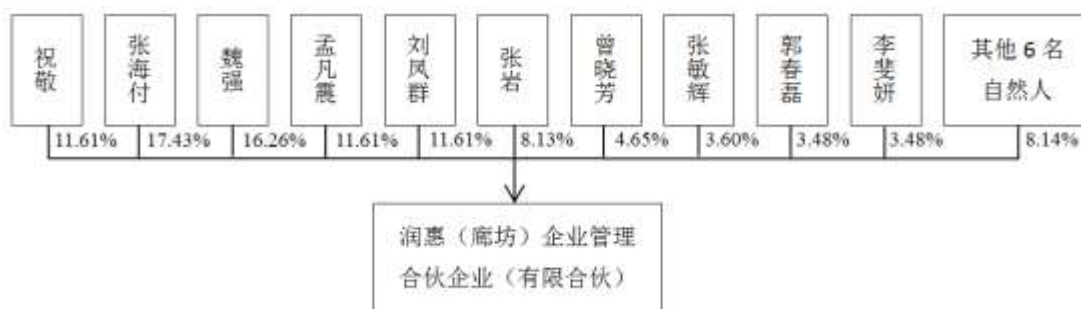 祝敬
张海付
魏强
孟凡震
刘凤群
张岩
曾晓芳
张敏辉
郭春磊
李斐妍
其他 6 名
自然人
11.61%
17.43%
16.26%
11.61%
11.61%
8.13%
4.65%
3.60%
3.48%
3.48%
8.14%
润惠（廊坊）企业管理
合伙企业（有限合伙）